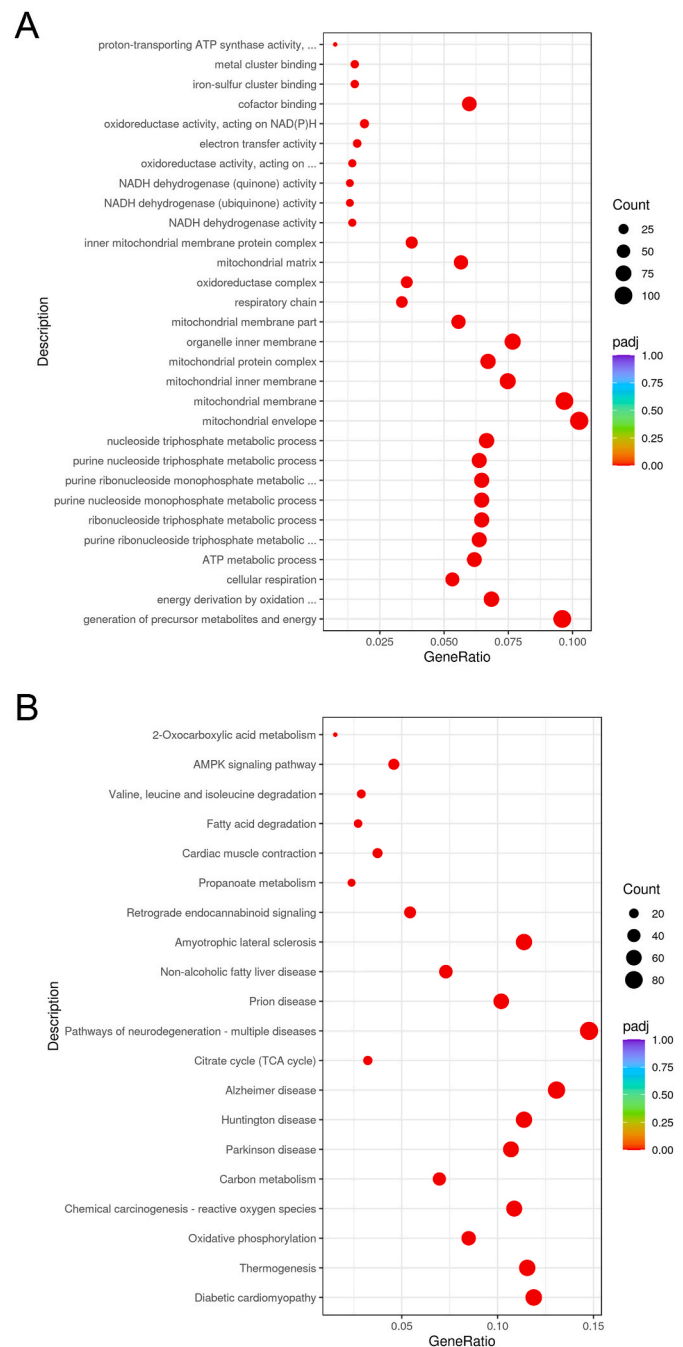 A
proton-transporting ATP synthase activity, ...
metal cluster binding
iron-sulfur cluster binding
cofactor binding
oxidoreductase activity, acting on NAD(P)H
electron transfer activity
oxidoreductase activity, acting on ...
NADH dehydrogenase (quinone) activity
NADH dehydrogenase (ubiquinone) activity
NADH dehydrogenase activity
inner mitochondrial membrane protein complex
mitochondrial matrix
oxidoreductase complex
respiratory chain
mitochondrial membrane part
organelle inner membrane
mitochondrial protein complex
mitochondrial inner membrane
mitochondrial membrane
mitochondrial envelope
nucleoside triphosphate metabolic process
purine nucleoside triphosphate metabolic process
purine ribonucleoside monophosphate metabolic ...
purine nucleoside monophosphate metabolic process
ribonucleoside triphosphate metabolic process
purine ribonucleoside triphosphate metabolic ...
ATP metabolic process
cellular respiration
energy derivation by oxidation ...
generation of precursor metabolites and energy
Description
0.025 0.050 0.075 0.100
GeneRatio
Count
25
50
75
100
padj
1.00
0.75
0.50
0.25
0.00
B
2-Oxocarboxylic acid metabolism
AMPK signaling pathway
Valine, leucine and isoleucine degradation
Fatty acid degradation
Cardiac muscle contraction
Propanoate metabolism
Retrograde endocannabinoid signaling
Amyotrophic lateral sclerosis
Non-alcoholic fatty liver disease
Prion disease
Pathways of neurodegeneration - multiple diseases
Citrate cycle (TCA cycle)
Alzheimer disease
Huntington disease
Parkinson disease
Carbon metabolism
Chemical carcinogenesis - reactive oxygen species
Oxidative phosphorylation
Thermogenesis
Diabetic cardiomyopathy
Description
0.05 0.10 0.15
GeneRatio
Count
20
40
60
80
padj
1.00
0.75
0.50
0.25
0.00